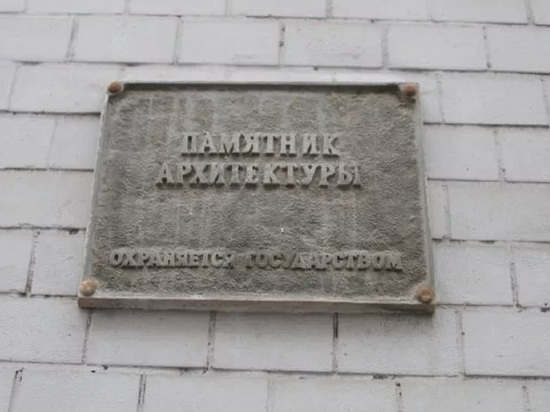 ПАМЯТНИК
АРХИТЕКТУРЫ
ОХРАНЯЕТСЯ ГОСУДАРСТВОМ